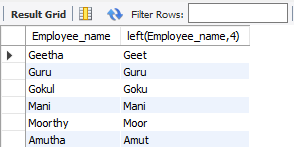 Result Grid Filter Rows:
Employee_name left(Employee_name,4)
Geetha Geet
Guru Guru
Gokul Goku
Mani Mani
Moorthy Moor
Amutha Amut